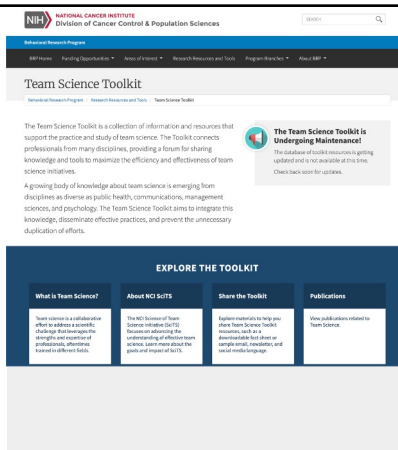 NIH
NATIONAL CANCER INSTITUTE
Division of Cancer Control & Population Sciences
SEARCH
Behavioral Research Program
BRP Home Funding Opportunities Areas of Interest Research Resources and Tools Program Branches About BRP
Team Science Toolkit
Behavioral Research Program / Research Resources and Tools / Team Science Toolkit
The Team Science Toolkit is a collection of information and resources that
support the practice and study of team science. The Toolkit connects
professionals from many disciplines, providing a forum for sharing
knowledge and tools to maximize the efficiency and effectiveness of team
science initiatives.
A growing body of knowledge about team science is emerging from
disciplines as diverse as public health, communications, management
sciences, and psychology. The Team Science Toolkit aims to integrate this
knowledge, disseminate effective practices, and prevent the unnecessary
duplication of efforts.
The Team Science Toolkit is
Undergoing Maintenance!
The database of toolkit resources is getting
updated and is not available at this time.
Check back soon for updates.
EXPLORE THE TOOLKIT
What is Team Science?
Team science is a collaborative
effort to address a scientific
challenge that leverages the
strengths and expertise of
professionals, oftentimes
trained in different fields.
About NCI SciTS
The NCI Science of Team
Science Initiative (SciTS)
focuses on advancing the
understanding of effective team
science. Learn more about the
goals and impact of SciTS.
Share the Toolkit
Explore materials to help you
share Team Science Toolkit
resources, such as a
downloadable fact sheet or
sample email, newsletter, and
social media language.
Publications
View publications related to
Team Science.